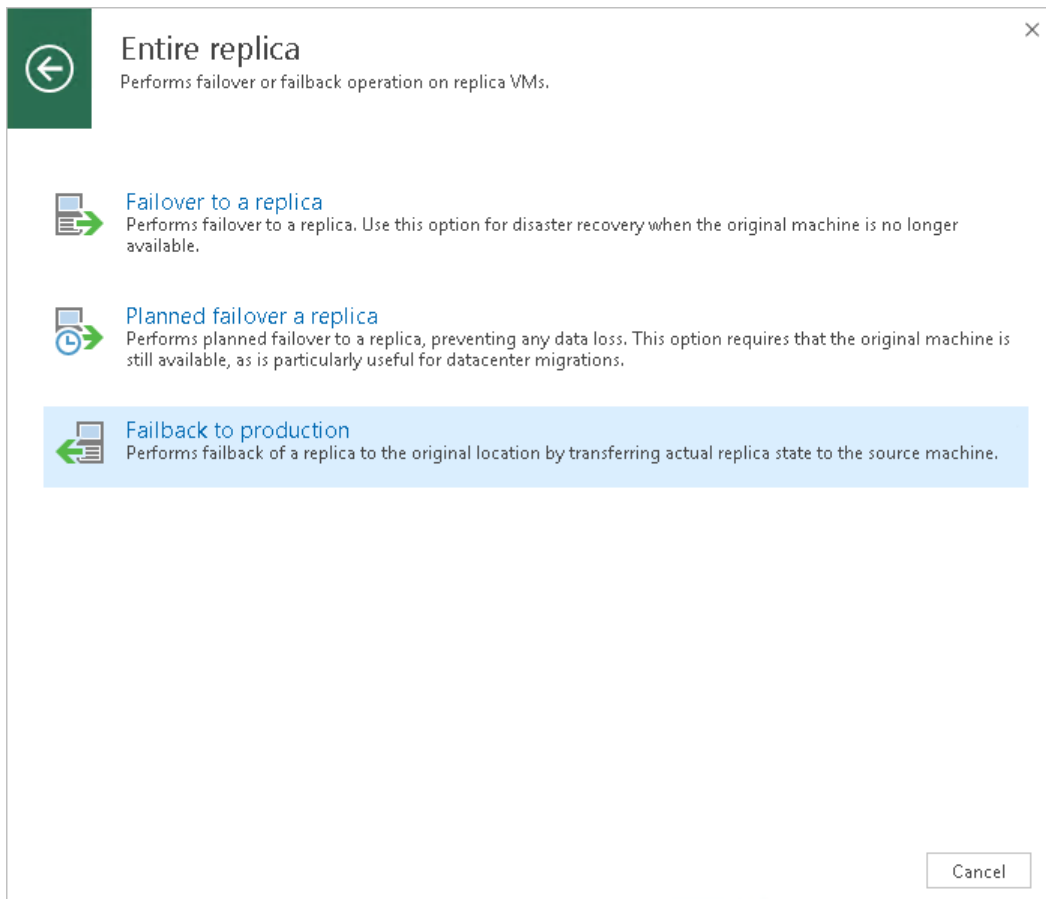 Entire replica
Performs failover or failback operation on replica VMs.
Failover to a replica
Performs failover to a replica. Use this option for disaster recovery when the original machine is no longer
available.
Planned failover a replica
Performs planned failover to a replica, preventing any data loss. This option requires that the original machine is
still available, as is particularly useful for datacenter migrations.
Failback to production
Performs failback of a replica to the original location by transferring actual replica state to the source machine.
Cancel